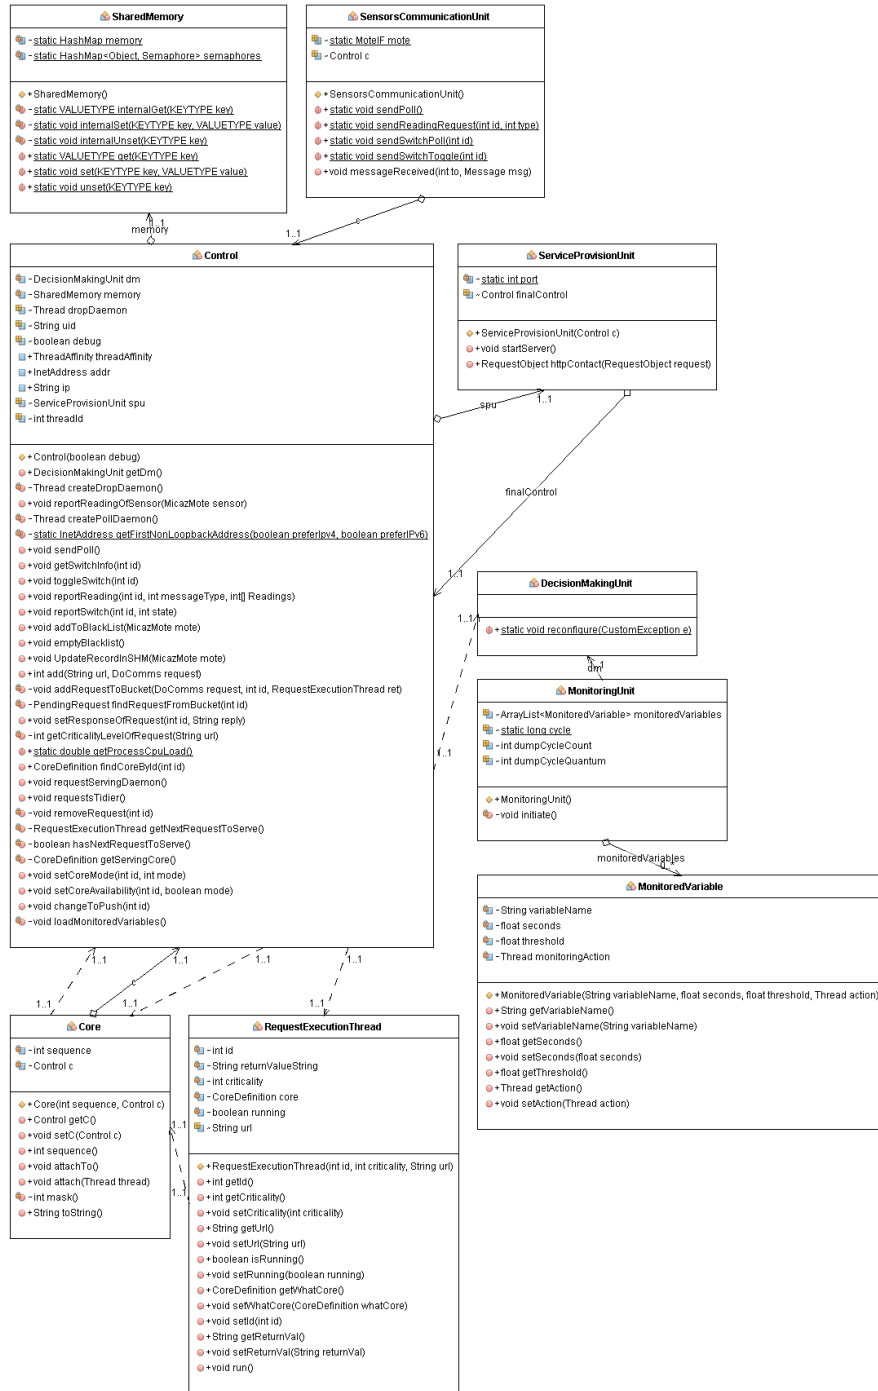 SharedMemory
-static HashMap memory
-static HashMap<Object, Semaphore> semaphores
+SharedMemory()
-static VALUETYPE internalGet(KEYTYPE key)
-static void internalSet(KEYTYPE key, VALUETYPE value)
-static void internalUnset(KEYTYPE key)
+static VALUETYPE get(KEYTYPE key)
+static void set(KEYTYPE key, VALUETYPE value)
+static void unset(KEYTYPE key)
SensorsCommunicationUnit
~static MoteIF mote
~Control c
+SensorsCommunicationUnit()
+static void sendPoll()
+static void sendReadingRequest(int id, int type)
+static void sendSwitchPoll(int id)
+static void sendSwitchToggle(int id)
+void messageReceived(int to, Message msg)
1..1
memory
c
1..1
Control
-DecisionMakingUnit dm
-SharedMemory memory
~Thread dropDaemon
~String uid
~boolean debug
+ThreadAffinity threadAffinity
+InetAddress addr
+String ip
~ServiceProvisionUnit spu
~int threadId
+Control(boolean debug)
+DecisionMakingUnit getDm()
-Thread createDropDaemon()
+void reportReadingOfSensor(MicazMote sensor)
-Thread createPollDaemon()
-static InetAddress getFirstNonLoopbackAddress(boolean preferIpv4, boolean preferIPv6)
+void sendPoll()
+void getSwitchInfo(int id)
+void toggleSwitch(int id)
+void reportReading(int id, int messageType, int[] Readings)
+void reportSwitch(int id, int state)
+void addToBlackList(MicazMote mote)
+void emptyBlacklist()
+void UpdateRecordInSHM(MicazMote mote)
+int add(String url, DoComms request)
-void addRequestToBucket(DoComms request, int id, RequestExecutionThread ret)
-PendingRequest findRequestFromBucket(int id)
+void setResponseOfRequest(int id, String reply)
-int getCriticalityLevelOfRequest(String url)
+static double getProcessCpuLoad()
+CoreDefinition findCoreById(int id)
+void requestServingDaemon()
+void requestsTidier()
-void removeRequest(int id)
-RequestExecutionThread getNextRequestToServe()
-boolean hasNextRequestToServe()
-CoreDefinition getServingCore()
+void setCoreMode(int id, int mode)
+void setCoreAvailability(int id, boolean mode)
+void changeToPush(int id)
-void loadMonitoredVariables()
ServiceProvisionUnit
-static int port
~Control finalControl
+ServiceProvisionUnit(Control c)
+void startServer()
+RequestObject httpContact(RequestObject request)
spu
1..1
finalControl
1..1
1..1
1..1
DecisionMakingUnit
+static void reconfigure(CustomException e)
1..1
dm
MonitoringUnit
~ArrayList<MonitoredVariable> monitoredVariables
~static long cycle
~int dumpCycleCount
~int dumpCycleQuantum
+MonitoringUnit()
-void initiate()
monitoredVariables
0..*
MonitoredVariable
-String variableName
-float seconds
-float threshold
-Thread monitoringAction
+MonitoredVariable(String variableName, float seconds, float threshold, Thread action)
+String getVariableName()
+void setVariableName(String variableName)
+float getSeconds()
+void setSeconds(float seconds)
+float getThreshold()
+Thread getAction()
+void setAction(Thread action)
1..1
1..1
1..1
1..1
c
1..1
1..1
1..1
Core
-int sequence
-Control c
+Core(int sequence, Control c)
+Control getC()
+void setC(Control c)
+int sequence()
+void attachTo()
+void attach(Thread thread)
-int mask()
+String toString()
1..1
1..1
RequestExecutionThread
-int id
-String returnValueString
-int criticality
-CoreDefinition core
-boolean running
~String url
+RequestExecutionThread(int id, int criticality, String url)
+int getId()
+int getCriticality()
+void setCriticality(int criticality)
+String getUrl()
+void setUrl(String url)
+boolean isRunning()
+void setRunning(boolean running)
+CoreDefinition getWhatCore()
+void setWhatCore(CoreDefinition whatCore)
+void setId(int id)
+String getReturnVal()
+void setReturnVal(String returnVal)
+void run()